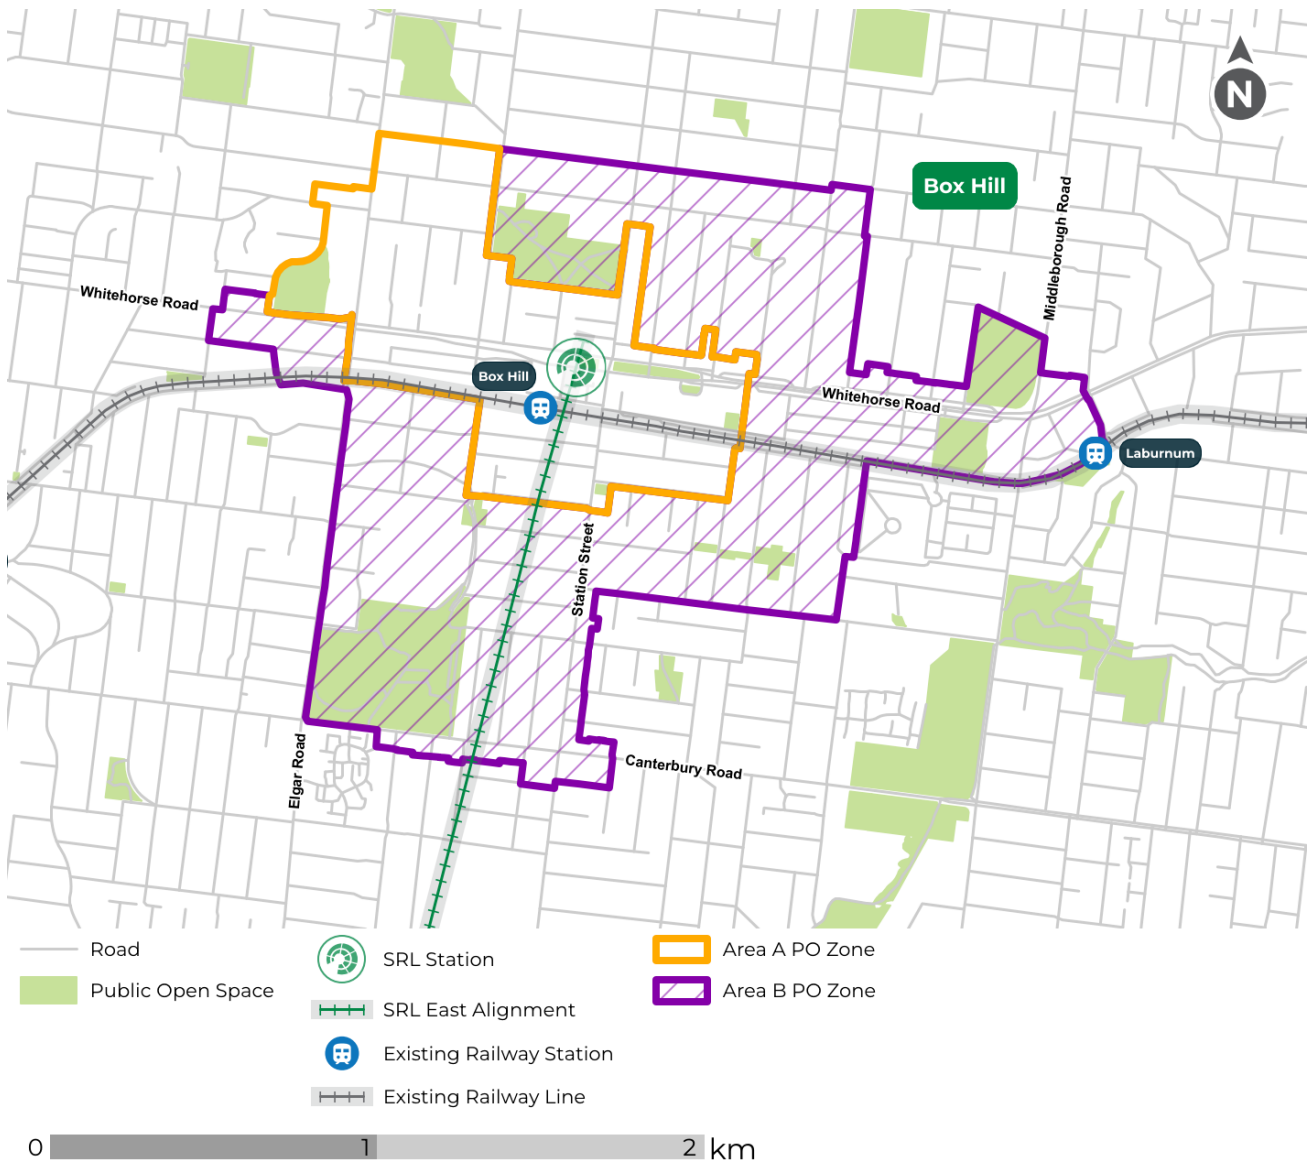 N
Box Hill
Middleborough Road
Whitehorse Road
Box Hill
Whitehorse Road
Laburnum
Station Street
Elgar Road
Canterbury Road
Road
Public Open Space
SRL Station
SRL East Alignment
Existing Railway Station
Existing Railway Line
Area A PO Zone
Area B PO Zone
0 1 2 km